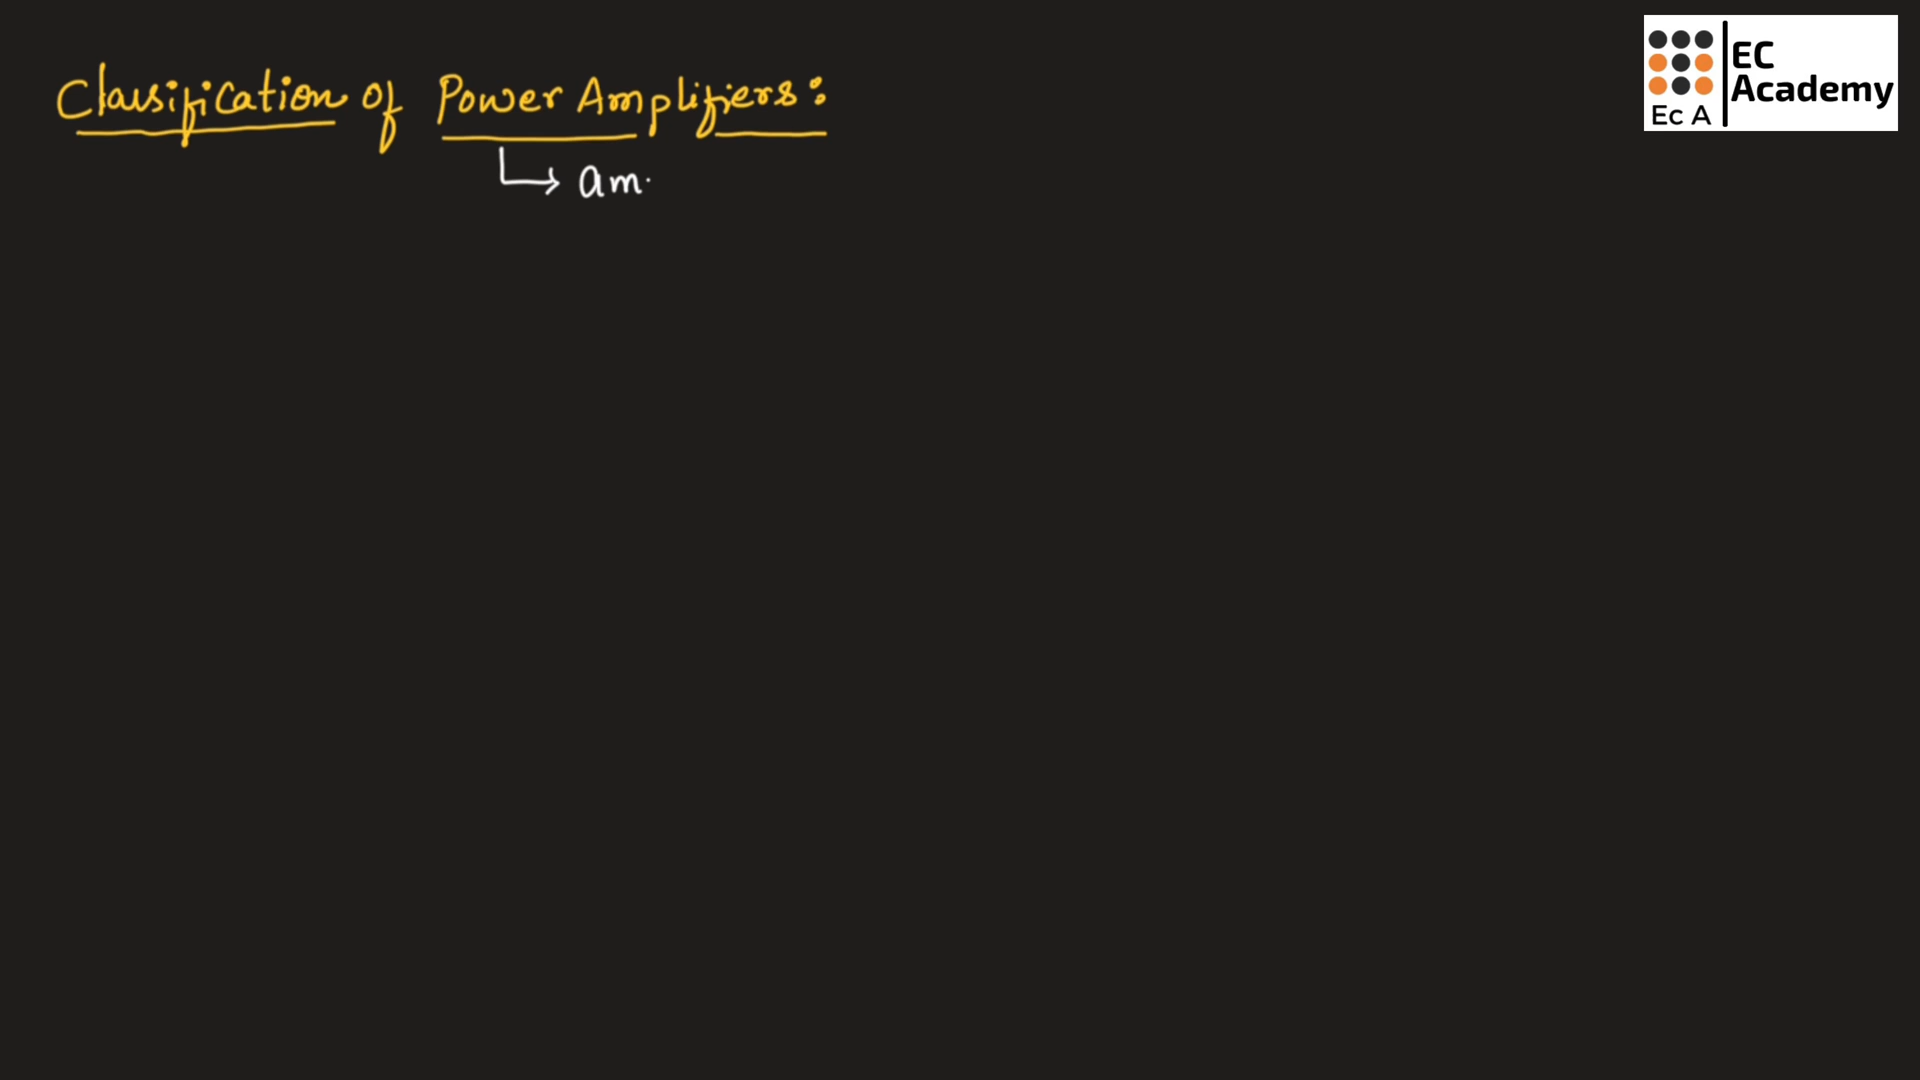 Classification of Power Amplifiers:
→ am
EC
Academy
Ec A